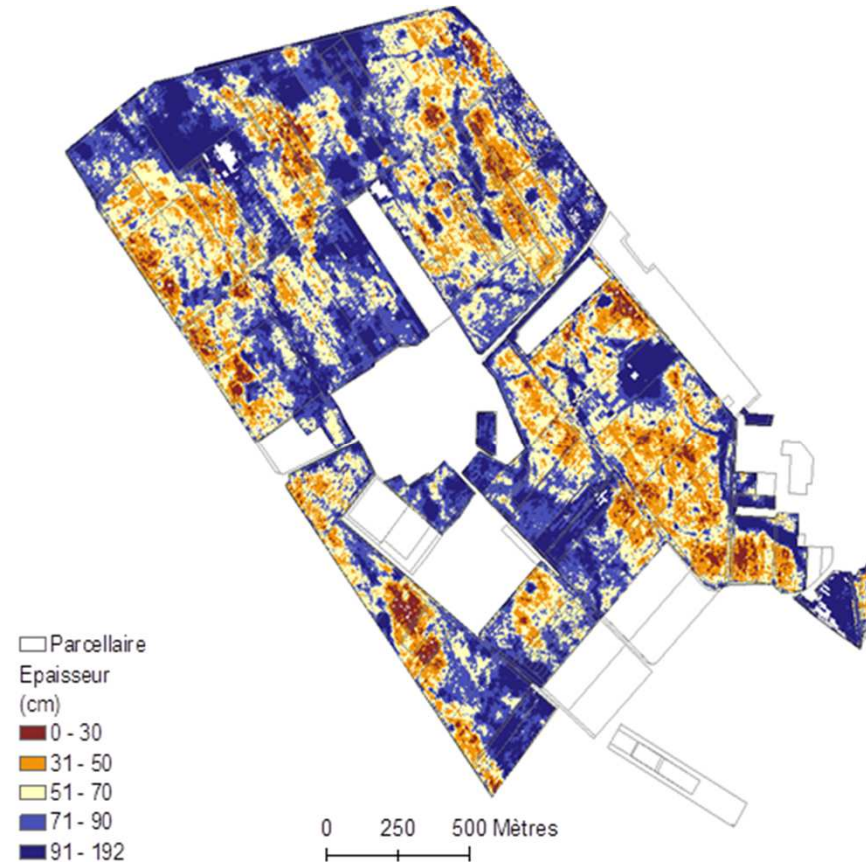 Parcellaire
Epaisseur
(cm)
0 - 30
31 - 50
51 - 70
71 - 90
91 - 192
0 250 500 Mètres